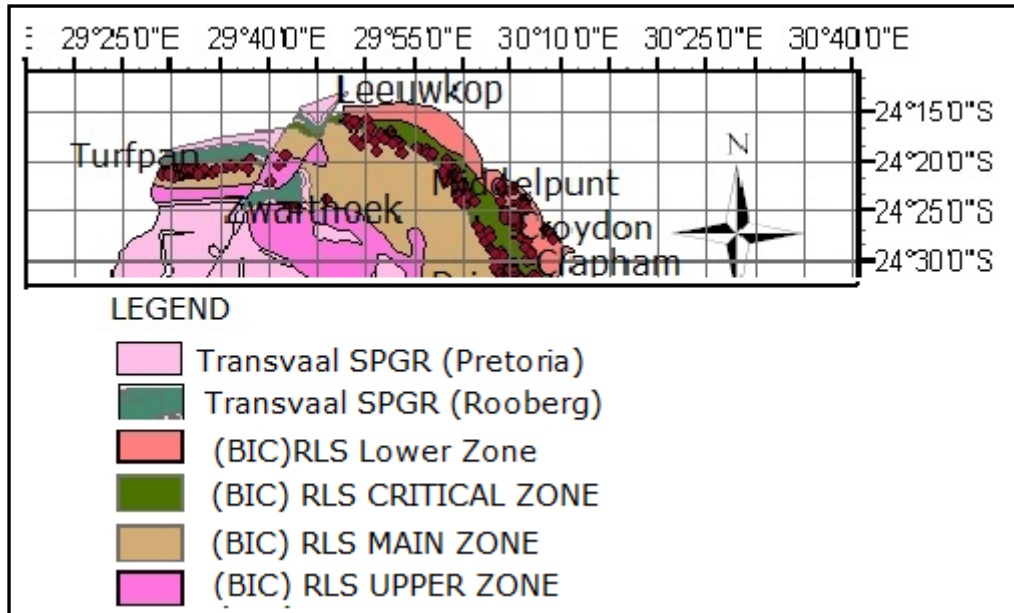 29°25'0"E 29°40'0"E 29°55'0"E 30°10'0"E 30°25'0"E 30°40'0"E
Leeuwkop
24°15'0"S
Turfpan
24°20'0"S
Middelpunt
Zwarthoek
24°25'0"S
Croydon
Clapham
24°30'0"S
N
LEGEND
Transvaal SPGR (Pretoria)
Transvaal SPGR (Rooberg)
(BIC)RLS Lower Zone
(BIC) RLS CRITICAL ZONE
(BIC) RLS MAIN ZONE
(BIC) RLS UPPER ZONE